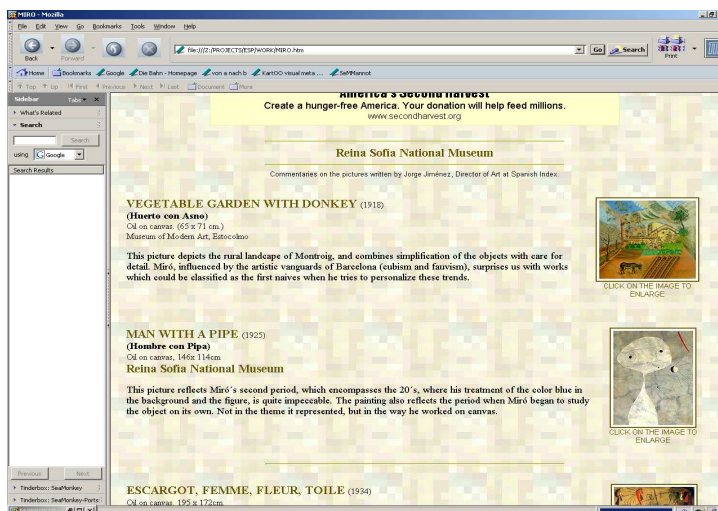 MIRO - Mozilla
File Edit View Go Bookmarks Tools Window Help
Back Forward file:///Z:/PROJECTS/ESP/WORK/MIRO.htm Go Search Print
Home Bookmarks Google Die Bahn - Homepage von a nach b KartOO visual meta ... SeMMannot
Top Up First Previous Next Last Document More
Sidebar Tabs
What's Related
Search
Search
using Google
Search Results
Previous Next
Tinderbox: SeaMonkey
Tinderbox: SeaMonkey-Ports
America's Second Harvest
Create a hunger-free America. Your donation will help feed millions.
www.secondharvest.org
Reina Sofia National Museum
Commentaries on the pictures written by Jorge Jiménez, Director of Art at Spanish Index.
VEGETABLE GARDEN WITH DONKEY (1918)
(Huerto con Asno)
Oil on canvas. (65 x 71 cm.)
Museum of Modern Art, Estocolmo
This picture depicts the rural landcape of Montroig, and combines simplification of the objects with care for
detail. Miró, influenced by the artistic vanguards of Barcelona (cubism and fauvism), surprises us with works
which could be classified as the first naives when he tries to personalize these trends.
CLICK ON THE IMAGE TO
ENLARGE
MAN WITH A PIPE (1925)
(Hombre con Pipa)
Oil on canvas, 146x 114cm
Reina Sofia National Museum
This picture reflects Miró´s second period, which encompasses the 20´s, where his treatment of the color blue in
the background and the figure, is quite impeccable. The painting also reflects the period when Miró began to study
the object on its own. Not in the theme it represented, but in the way he worked on canvas.
CLICK ON THE IMAGE TO
ENLARGE
ESCARGOT, FEMME, FLEUR, TOILE (1934)
Oil on canvas. 195 x 172cm.